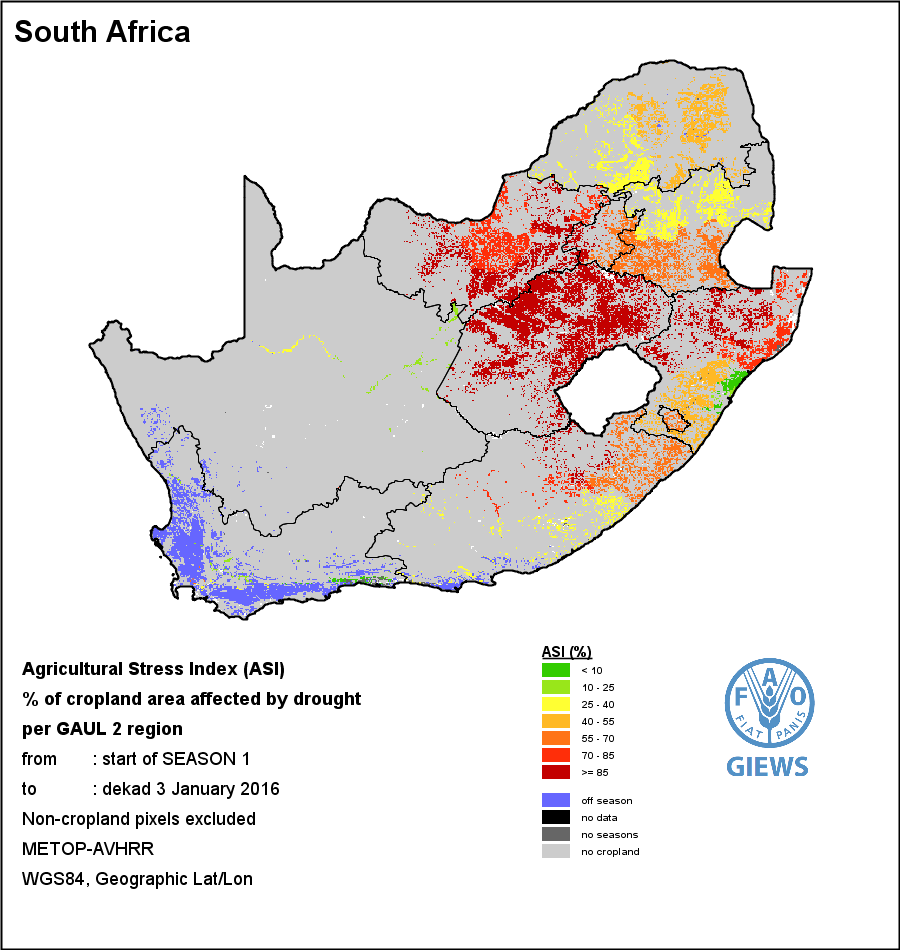 South Africa
Agricultural Stress Index (ASI)
% of cropland area affected by drought
per GAUL 2 region
from : start of SEASON 1
to : dekad 3 January 2016
Non-cropland pixels excluded
METOP-AVHRR
WGS84, Geographic Lat/Lon
ASI (%)
< 10
10 - 25
25 - 40
40 - 55
55 - 70
70 - 85
>= 85
off season
no data
no seasons
no cropland
F A O
FIAT PANIS
GIEWS